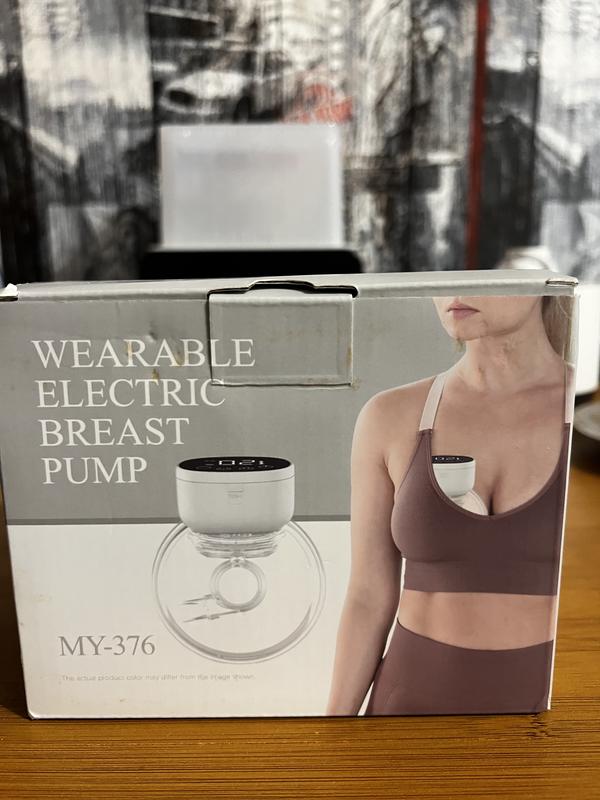 WEARABLE
ELECTRIC
BREAST
PUMP
MY-376
The actual product color may differ from the image shown.